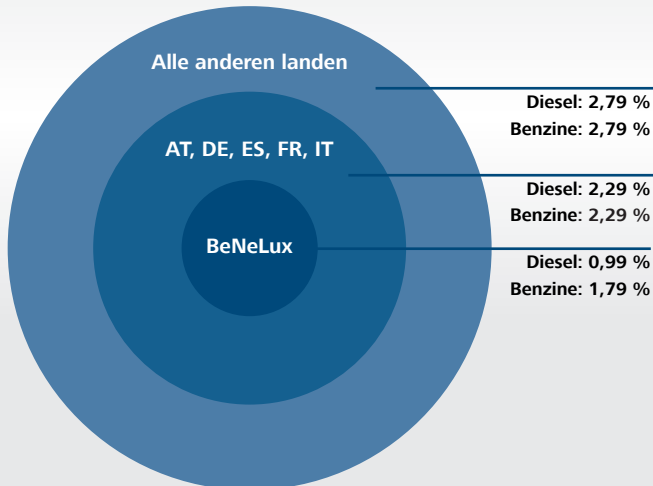 Alle anderen landen
Diesel: 2,79 %
Benzine: 2,79 %
AT, DE, ES, FR, IT
Diesel: 2,29 %
Benzine: 2,29 %
BeNeLux
Diesel: 0,99 %
Benzine: 1,79 %